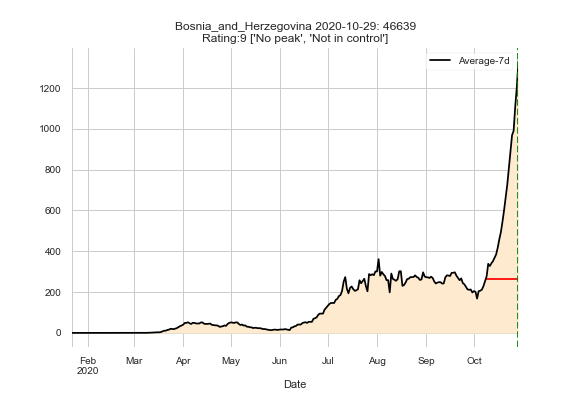 Bosnia_and_Herzegovina 2020-10-29: 46639
Rating:9 ['No peak', 'Not in control']
Average-7d
1200
1000
800
600
400
200
0
Feb Mar Apr May Jun Jul Aug Sep Oct
2020
Date